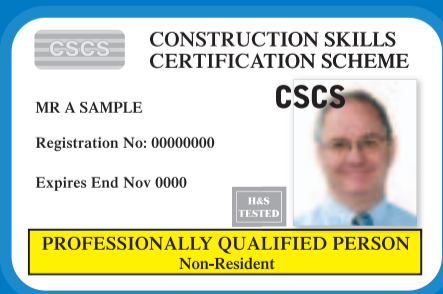 CSCS
CONSTRUCTION SKILLS
CERTIFICATION SCHEME
CSCS
MR A SAMPLE
Registration No: 00000000
Expires End Nov 0000
H&S
TESTED
PROFESSIONALLY QUALIFIED PERSON
Non-Resident